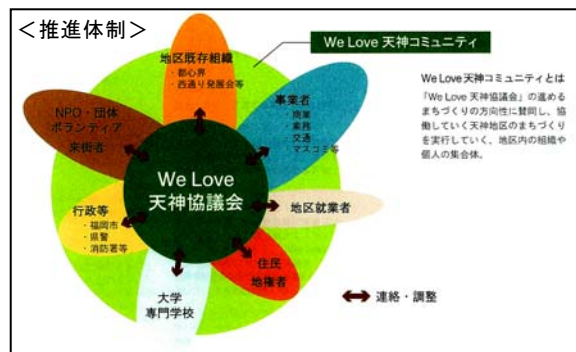 ＜推進体制＞
We Love 天神コミュニティ
地区既存組織
・都心界
・西通り発展会等
事業者
・商業
・業務
・交通
・マスコミ等
NPO・団体
ボランティア
来街者
We Love
天神協議会
地区就業者
行政等
・福岡市
・県警
・消防署等
住民
地権者
大学
専門学校
連絡・調整
We Love 天神コミュニティとは
「We Love 天神協議会」の進める
まちづくりの方向性に賛同し、協
働していく天神地区のまちづくり
を実行していく、地区内の組織や
個人の集合体。